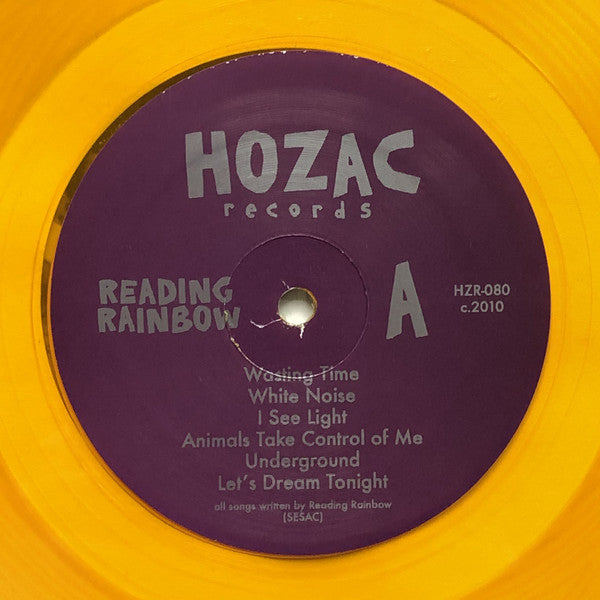 HOZAC
records
READING
RAINBOW
A
HZR-080
c.2010
Wasting Time
White Noise
I See Light
Animals Take Control of Me
Underground
Let's Dream Tonight
all songs written by Reading Rainbow
(SESAC)